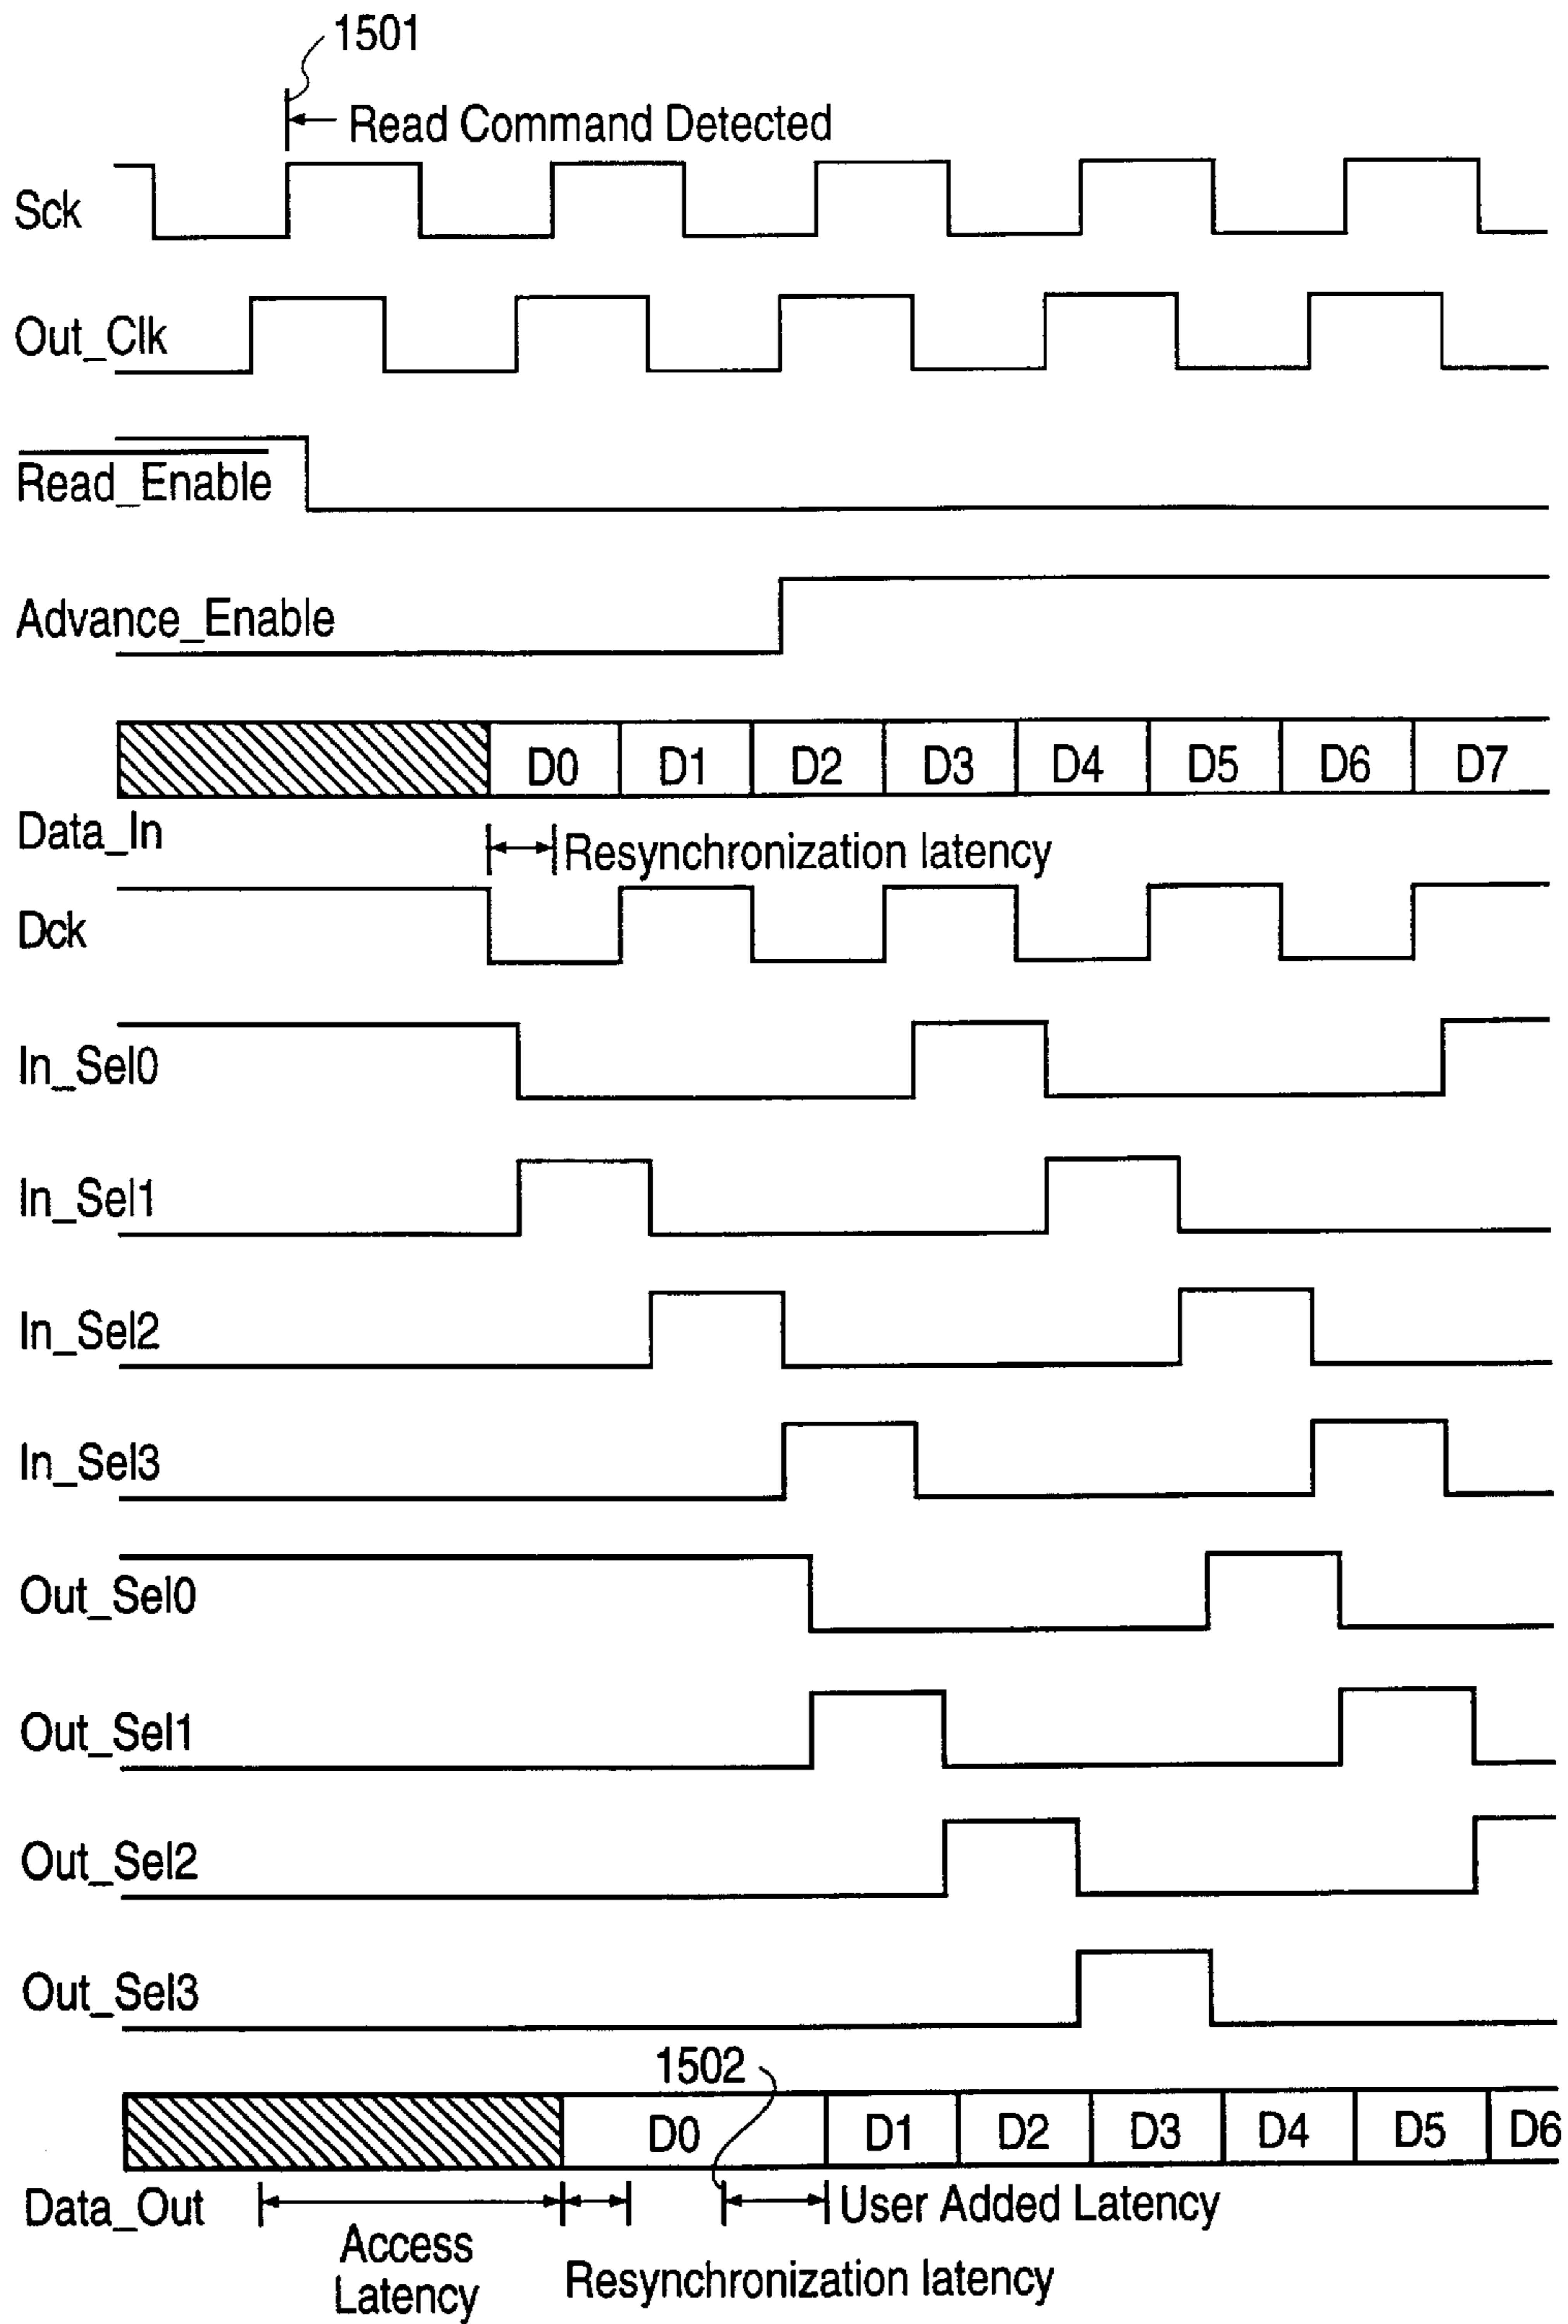 1501
Read Command Detected
Sck
Out_Clk
Read_Enable
Advance_Enable
D0 D1 D2 D3 D4 D5 D6 D7
Data_In
Resynchronization latency
Dck
In_Sel0
In_Sel1
In_Sel2
In_Sel3
Out_Sel0
Out_Sel1
Out_Sel2
Out_Sel3
1502
D0 D1 D2 D3 D4 D5 D6
Data_Out
User Added Latency
Access
Latency
Resynchronization latency